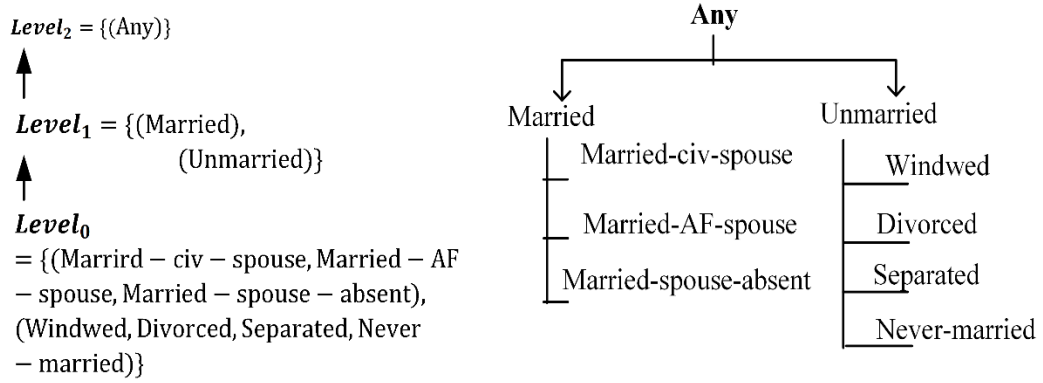 Level₂ = {(Any)}
Level₁ = {(Married),
(Unmarried)}
Level₀
= {(Marrird − civ − spouse, Married − AF
− spouse, Married − spouse − absent),
(Windwed, Divorced, Separated, Never
− married)}
Any
Married
Married-civ-spouse
Married-AF-spouse
Married-spouse-absent
Unmarried
Windwed
Divorced
Separated
Never-married